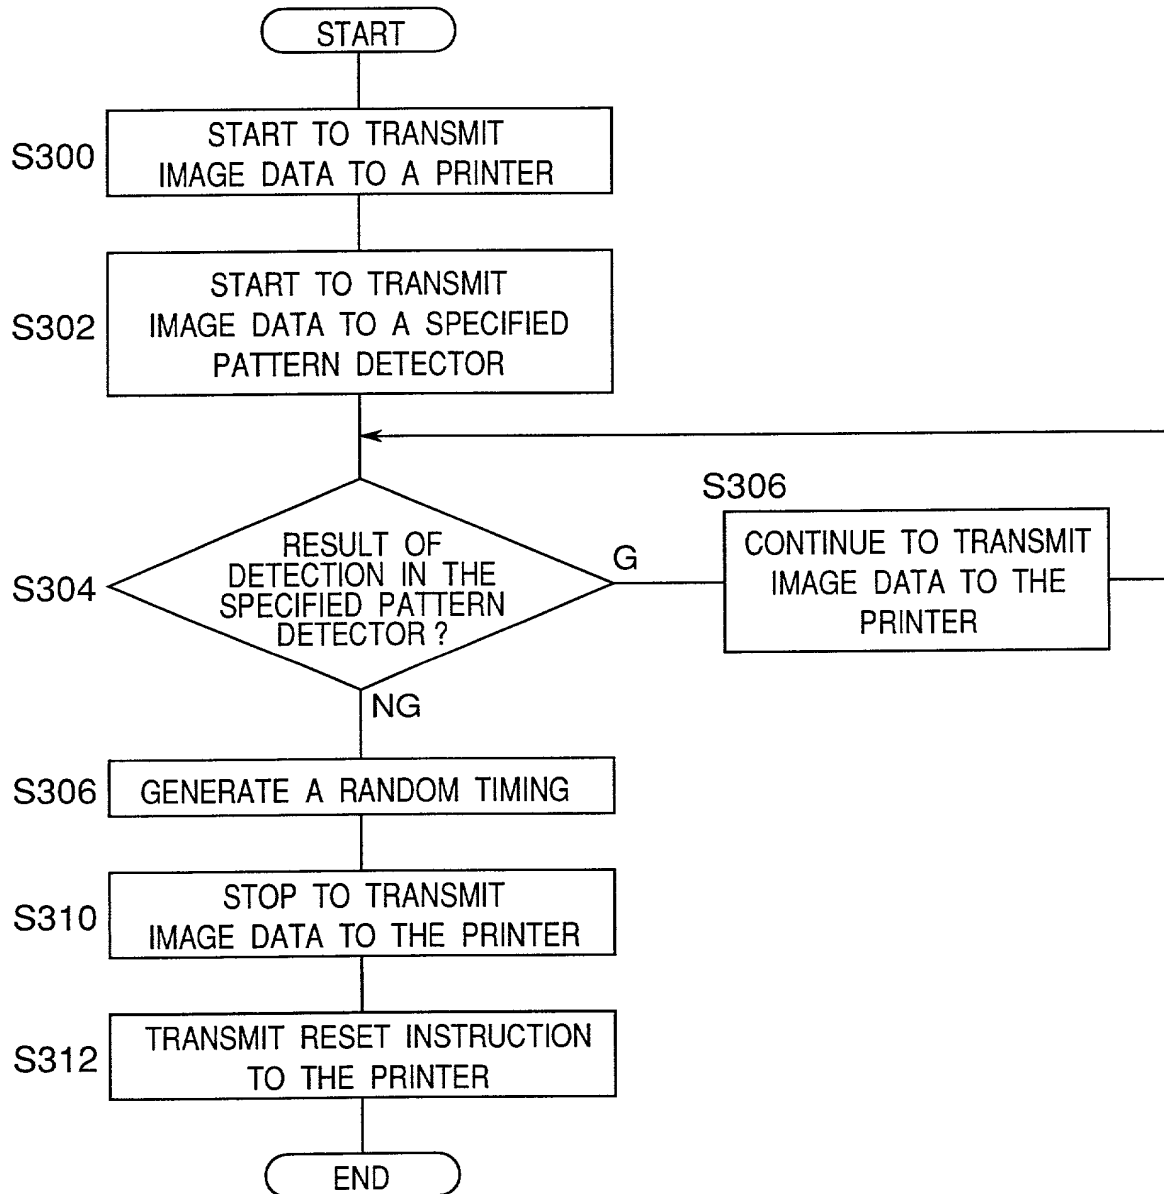 START
S300
START TO TRANSMIT
IMAGE DATA TO A PRINTER
S302
START TO TRANSMIT
IMAGE DATA TO A SPECIFIED
PATTERN DETECTOR
S304
RESULT OF
DETECTION IN THE
SPECIFIED PATTERN
DETECTOR ?
G
S306
CONTINUE TO TRANSMIT
IMAGE DATA TO THE
PRINTER
NG
S306
GENERATE A RANDOM TIMING
S310
STOP TO TRANSMIT
IMAGE DATA TO THE PRINTER
S312
TRANSMIT RESET INSTRUCTION
TO THE PRINTER
END